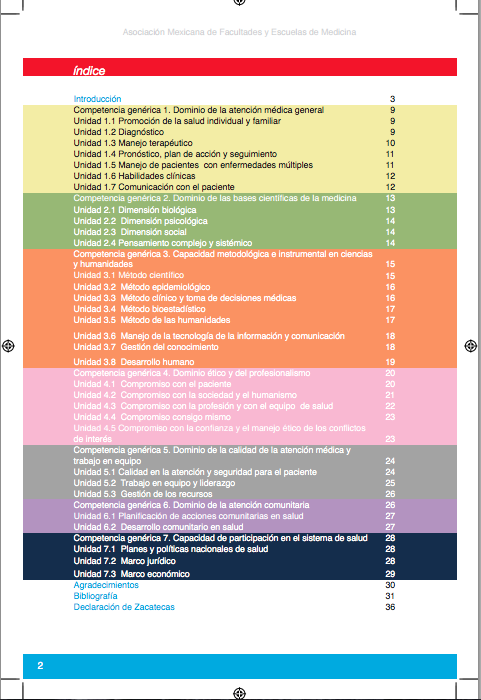 Asociación Mexicana de Facultades y Escuelas de Medicina
índice
Introducción 3
Competencia genérica 1. Dominio de la atención médica general 9
Unidad 1.1 Promoción de la salud individual y familiar 9
Unidad 1.2 Diagnóstico 9
Unidad 1.3 Manejo terapéutico 10
Unidad 1.4 Pronóstico, plan de acción y seguimiento 11
Unidad 1.5 Manejo de pacientes con enfermedades múltiples 11
Unidad 1.6 Habilidades clínicas 12
Unidad 1.7 Comunicación con el paciente 12
Competencia genérica 2. Dominio de las bases científicas de la medicina 13
Unidad 2.1 Dimensión biológica 13
Unidad 2.2 Dimensión psicológica 14
Unidad 2.3 Dimensión social 14
Unidad 2.4 Pensamiento complejo y sistémico 14
Competencia genérica 3. Capacidad metodológica e instrumental en ciencias
y humanidades 15
Unidad 3.1 Método científico 15
Unidad 3.2 Método epidemiológico 16
Unidad 3.3 Método clínico y toma de decisiones médicas 16
Unidad 3.4 Método bioestadístico 17
Unidad 3.5 Método de las humanidades 17
Unidad 3.6 Manejo de la tecnología de la información y comunicación 18
Unidad 3.7 Gestión del conocimiento 18
Unidad 3.8 Desarrollo humano 19
Competencia genérica 4. Dominio ético y del profesionalismo 20
Unidad 4.1 Compromiso con el paciente 20
Unidad 4.2 Compromiso con la sociedad y el humanismo 21
Unidad 4.3 Compromiso con la profesión y con el equipo de salud 22
Unidad 4.4 Compromiso consigo mismo 23
Unidad 4.5 Compromiso con la confianza y el manejo ético de los conflictos
de interés 23
Competencia genérica 5. Dominio de la calidad de la atención médica y
trabajo en equipo 24
Unidad 5.1 Calidad en la atención y seguridad para el paciente 24
Unidad 5.2 Trabajo en equipo y liderazgo 25
Unidad 5.3 Gestión de los recursos 26
Competencia genérica 6. Dominio de la atención comunitaria 26
Unidad 6.1 Planificación de acciones comunitarias en salud 27
Unidad 6.2 Desarrollo comunitario en salud 27
Competencia genérica 7. Capacidad de participación en el sistema de salud 28
Unidad 7.1 Planes y políticas nacionales de salud 28
Unidad 7.2 Marco jurídico 28
Unidad 7.3 Marco económico 29
Agradecimientos 30
Bibliografía 31
Declaración de Zacatecas 36
2